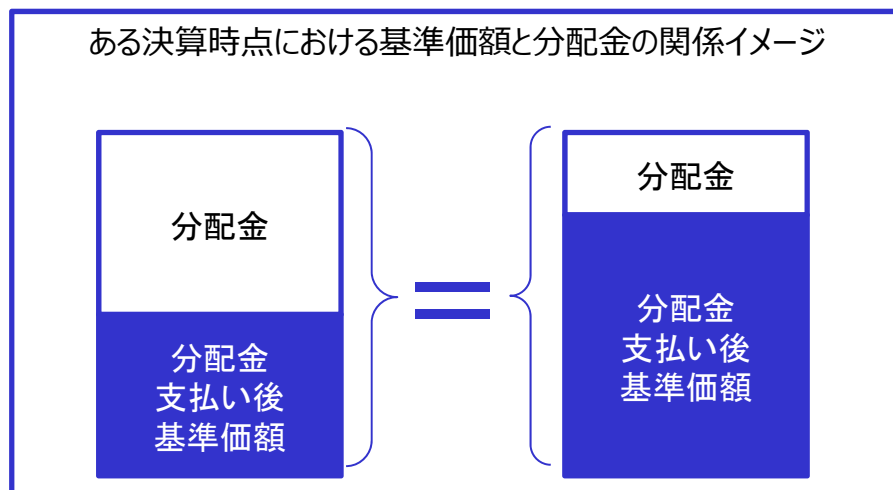 ある決算時点における基準価額と分配金の関係イメージ
分配金
分配金
支払い後
基準価額
＝
分配金
分配金
支払い後
基準価額